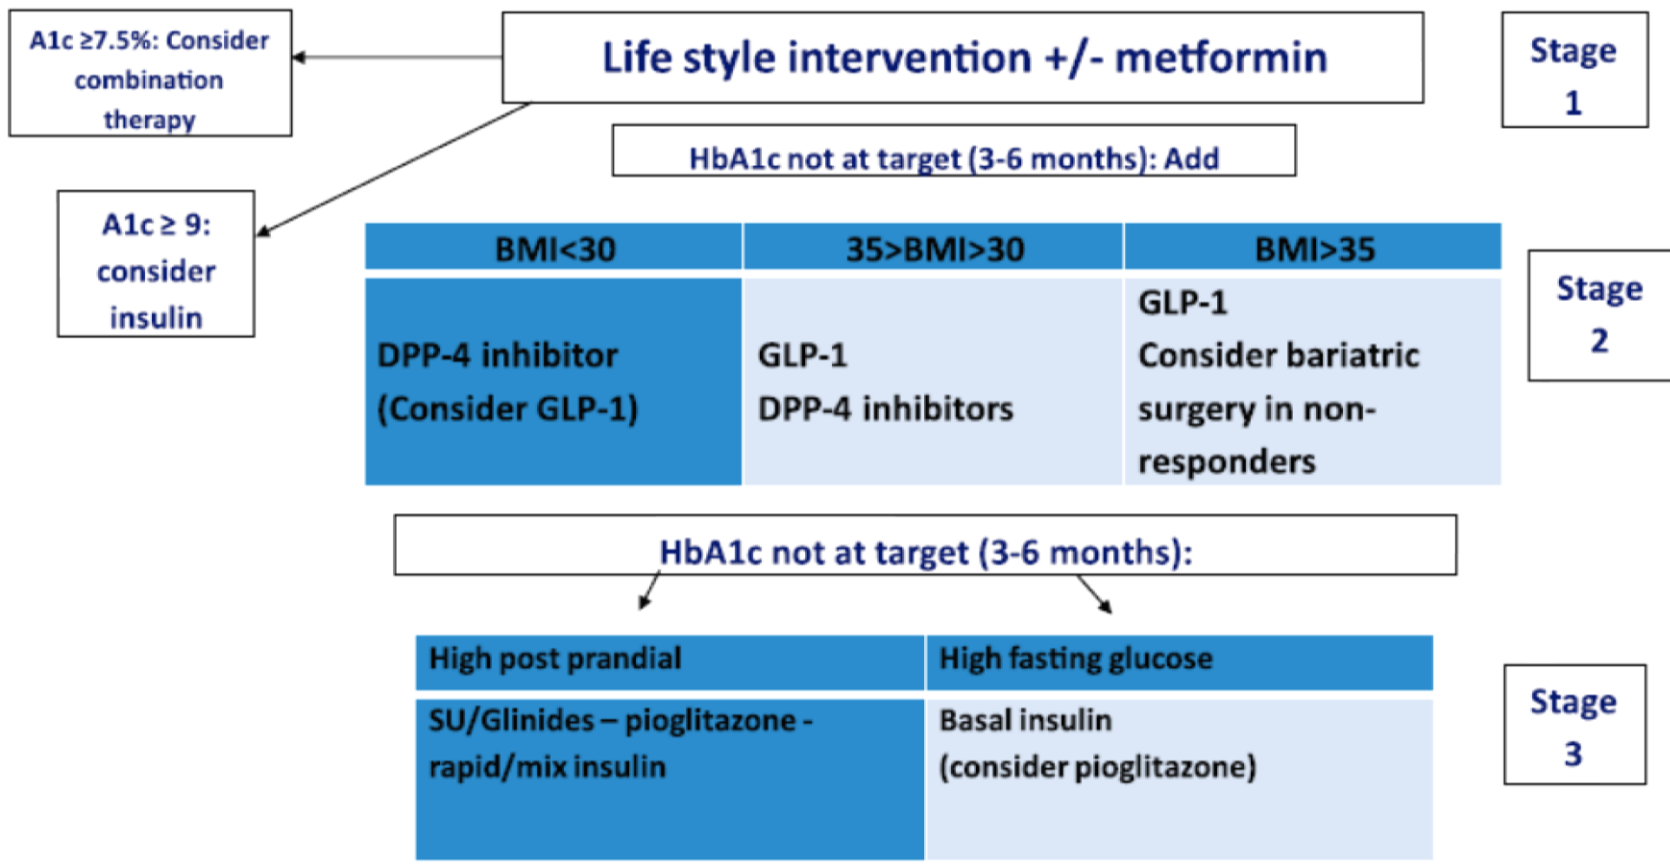 A1c ≥7.5%: Consider
combination
therapy
Life style intervention +/- metformin
Stage
1
HbA1c not at target (3-6 months): Add
A1c ≥ 9:
consider
insulin
BMI<30
35>BMI>30
BMI>35
DPP-4 inhibitor
(Consider GLP-1)
GLP-1
DPP-4 inhibitors
GLP-1
Consider bariatric
surgery in non-
responders
Stage
2
HbA1c not at target (3-6 months):
High post prandial
High fasting glucose
SU/Glinides – pioglitazone -
rapid/mix insulin
Basal insulin
(consider pioglitazone)
Stage
3